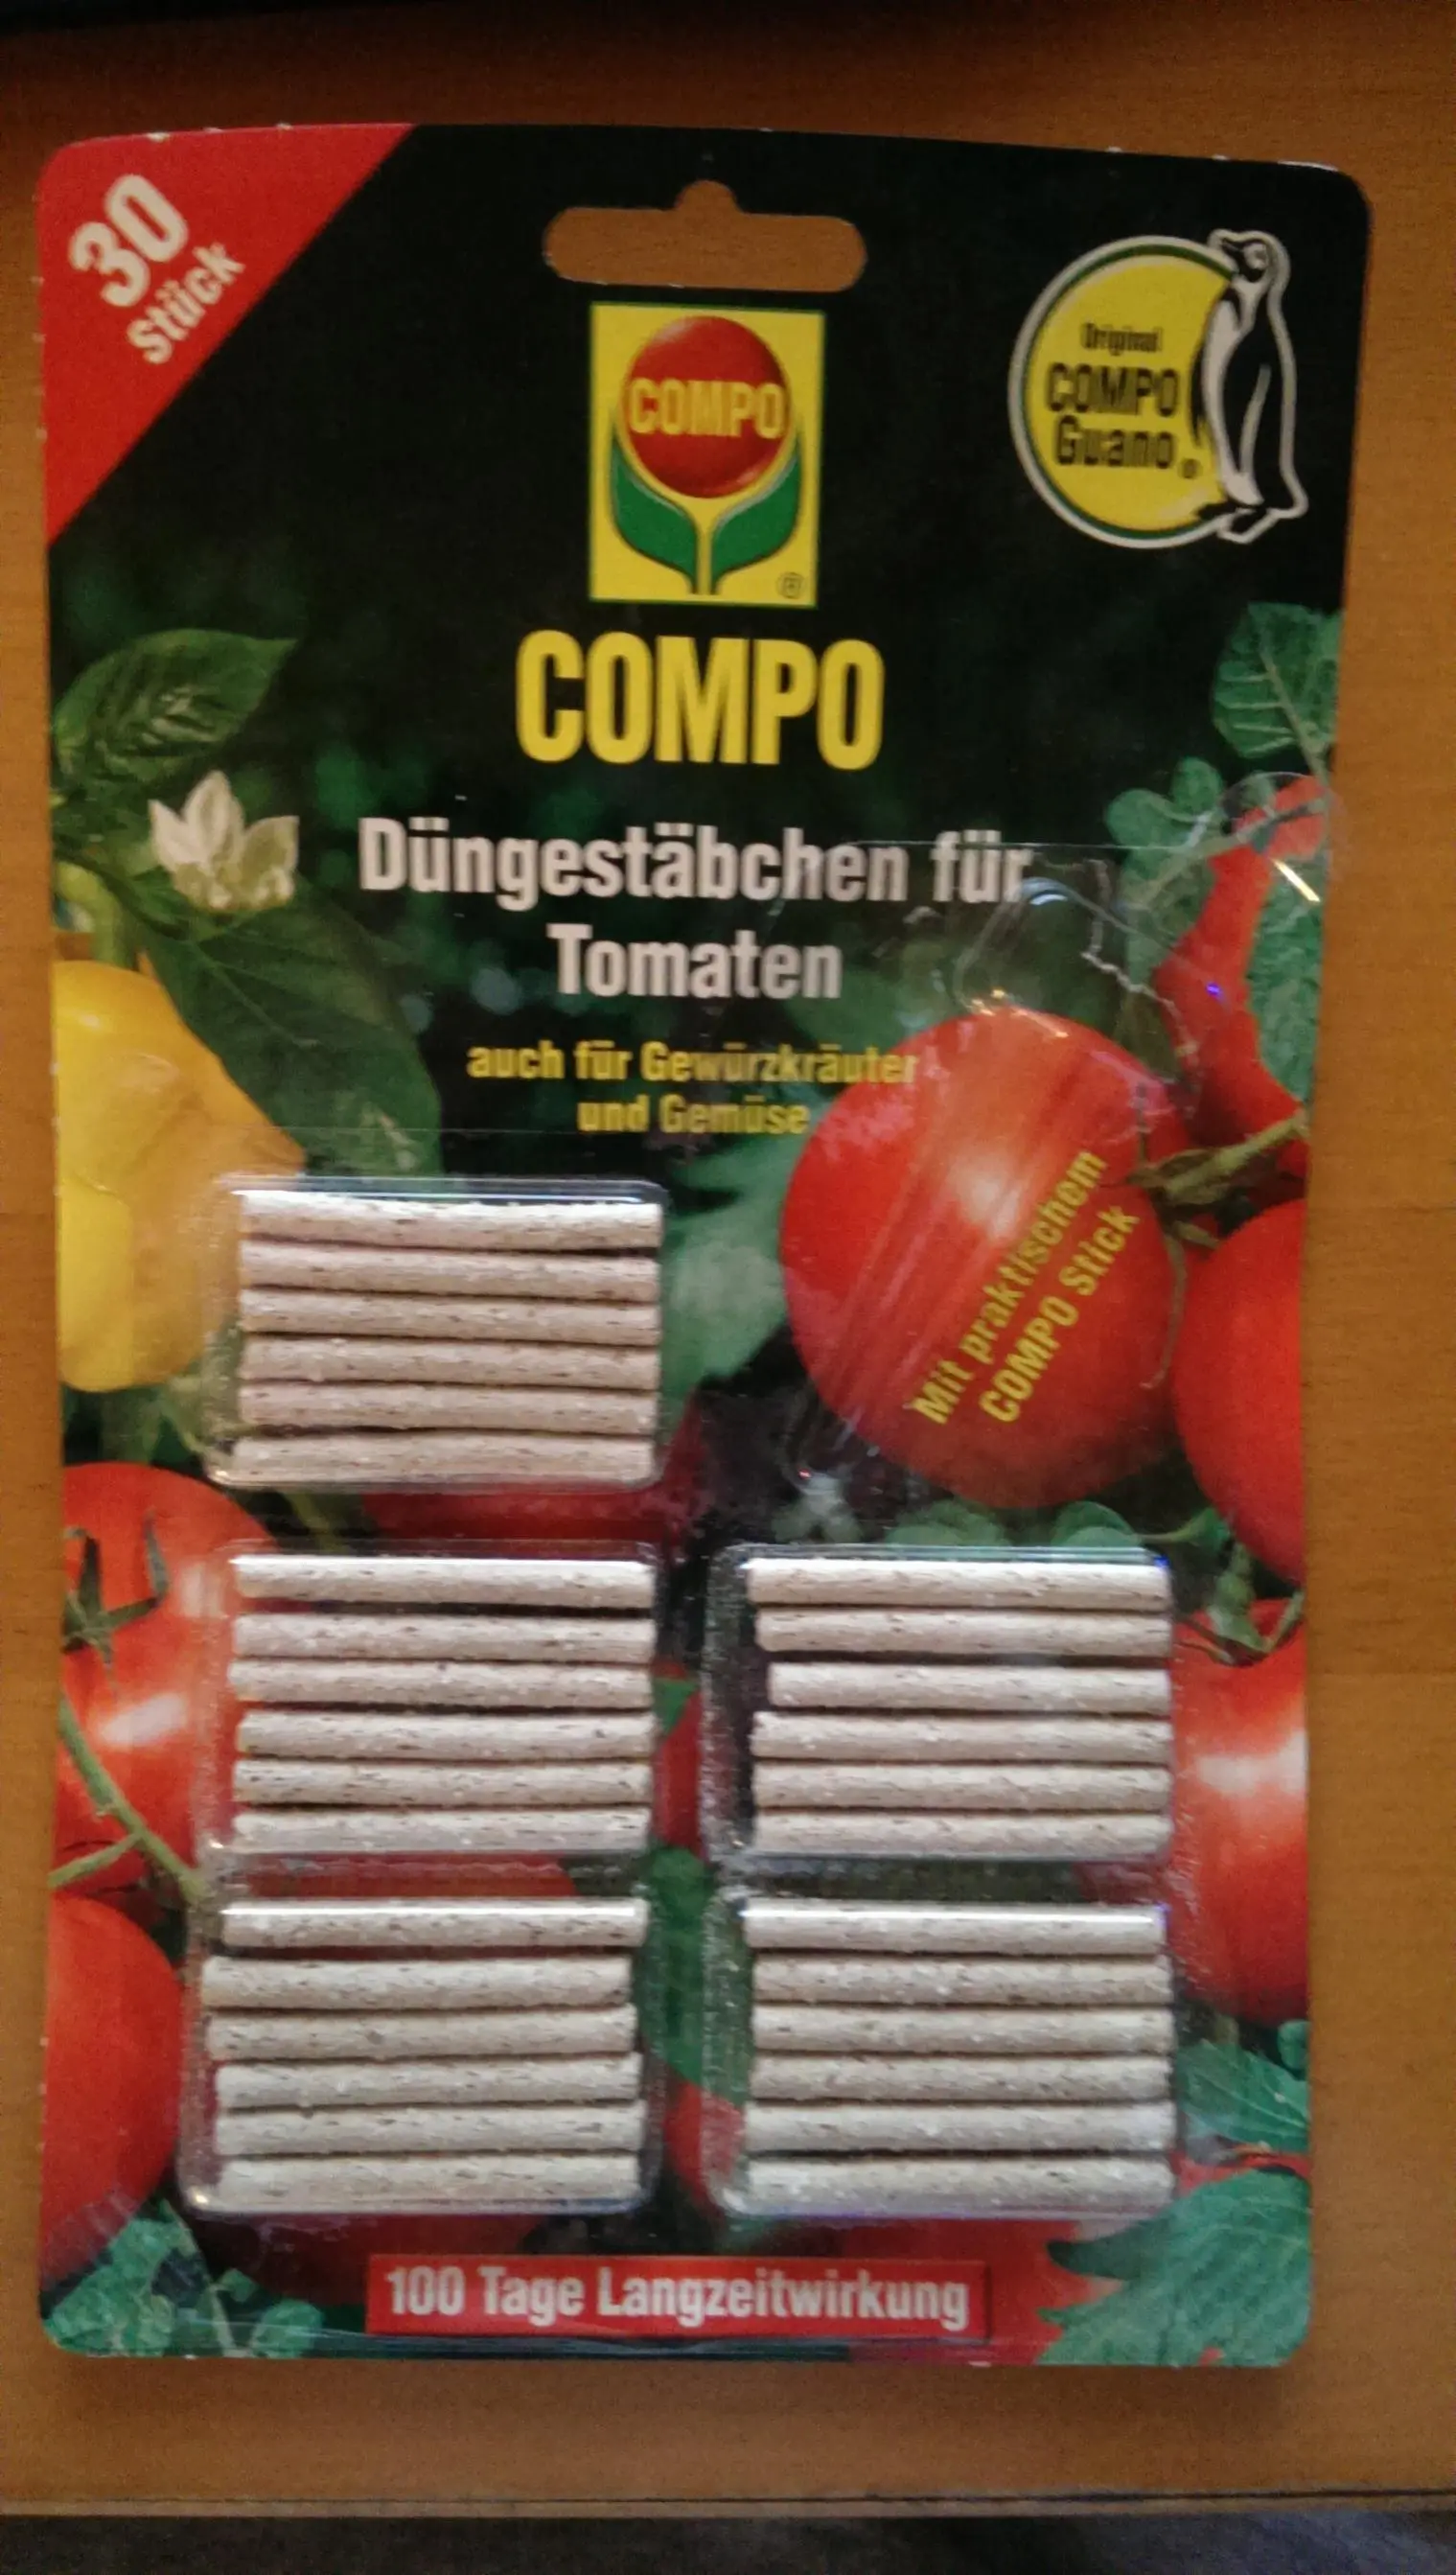 30
Stück
COMPO
®
Original
COMPO
Guano®
COMPO
Düngestäbchen für
Tomaten
auch für Gewürzkräuter
und Gemüse
Mit praktischem
COMPO Stick
100 Tage Langzeitwirkung